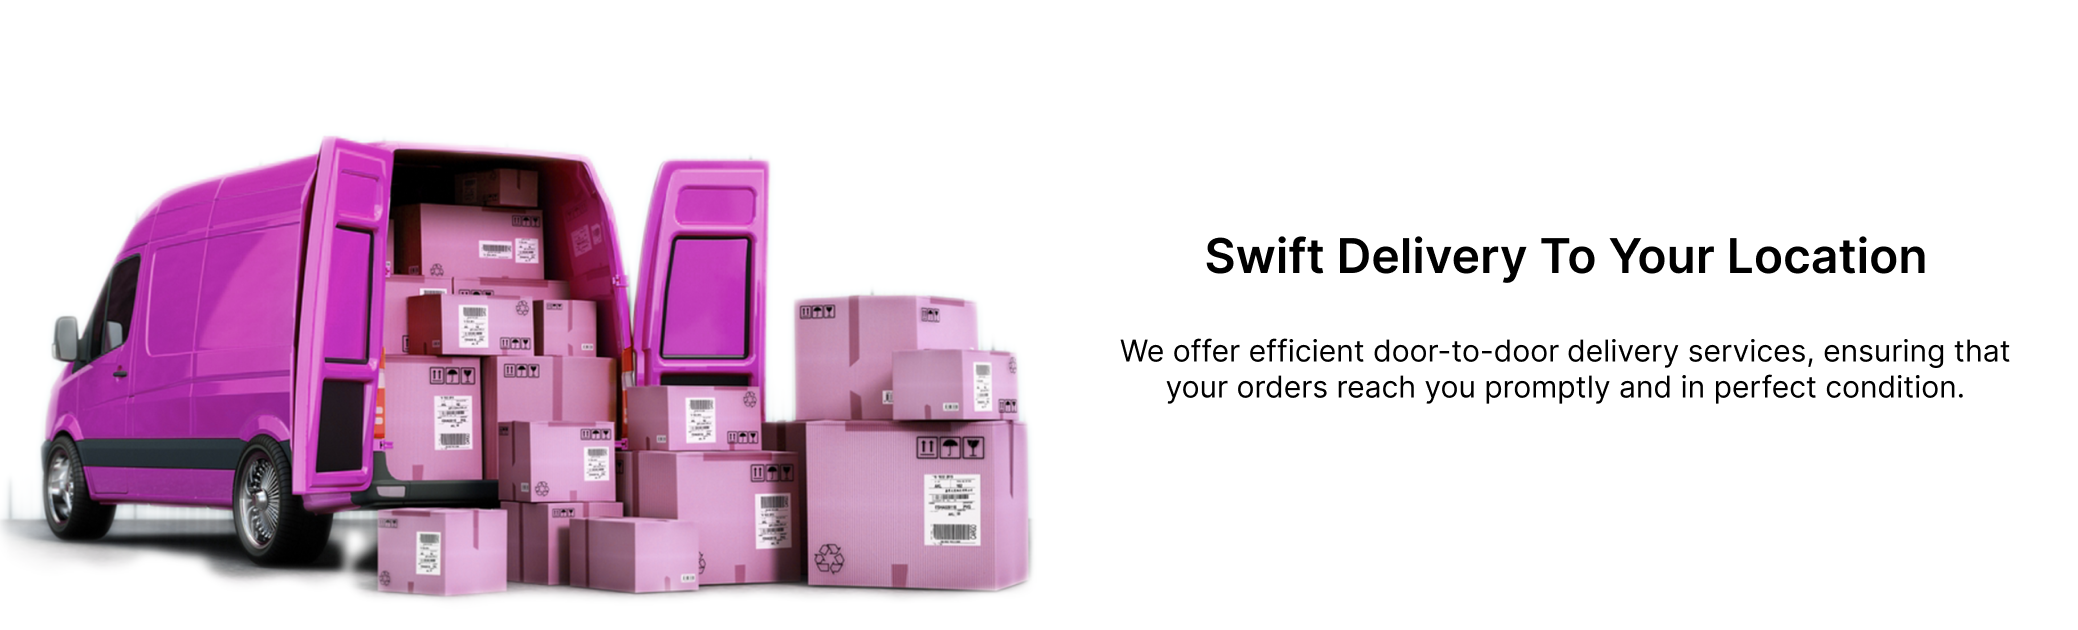 Swift Delivery To Your Location
We offer efficient door-to-door delivery services, ensuring that
your orders reach you promptly and in perfect condition.